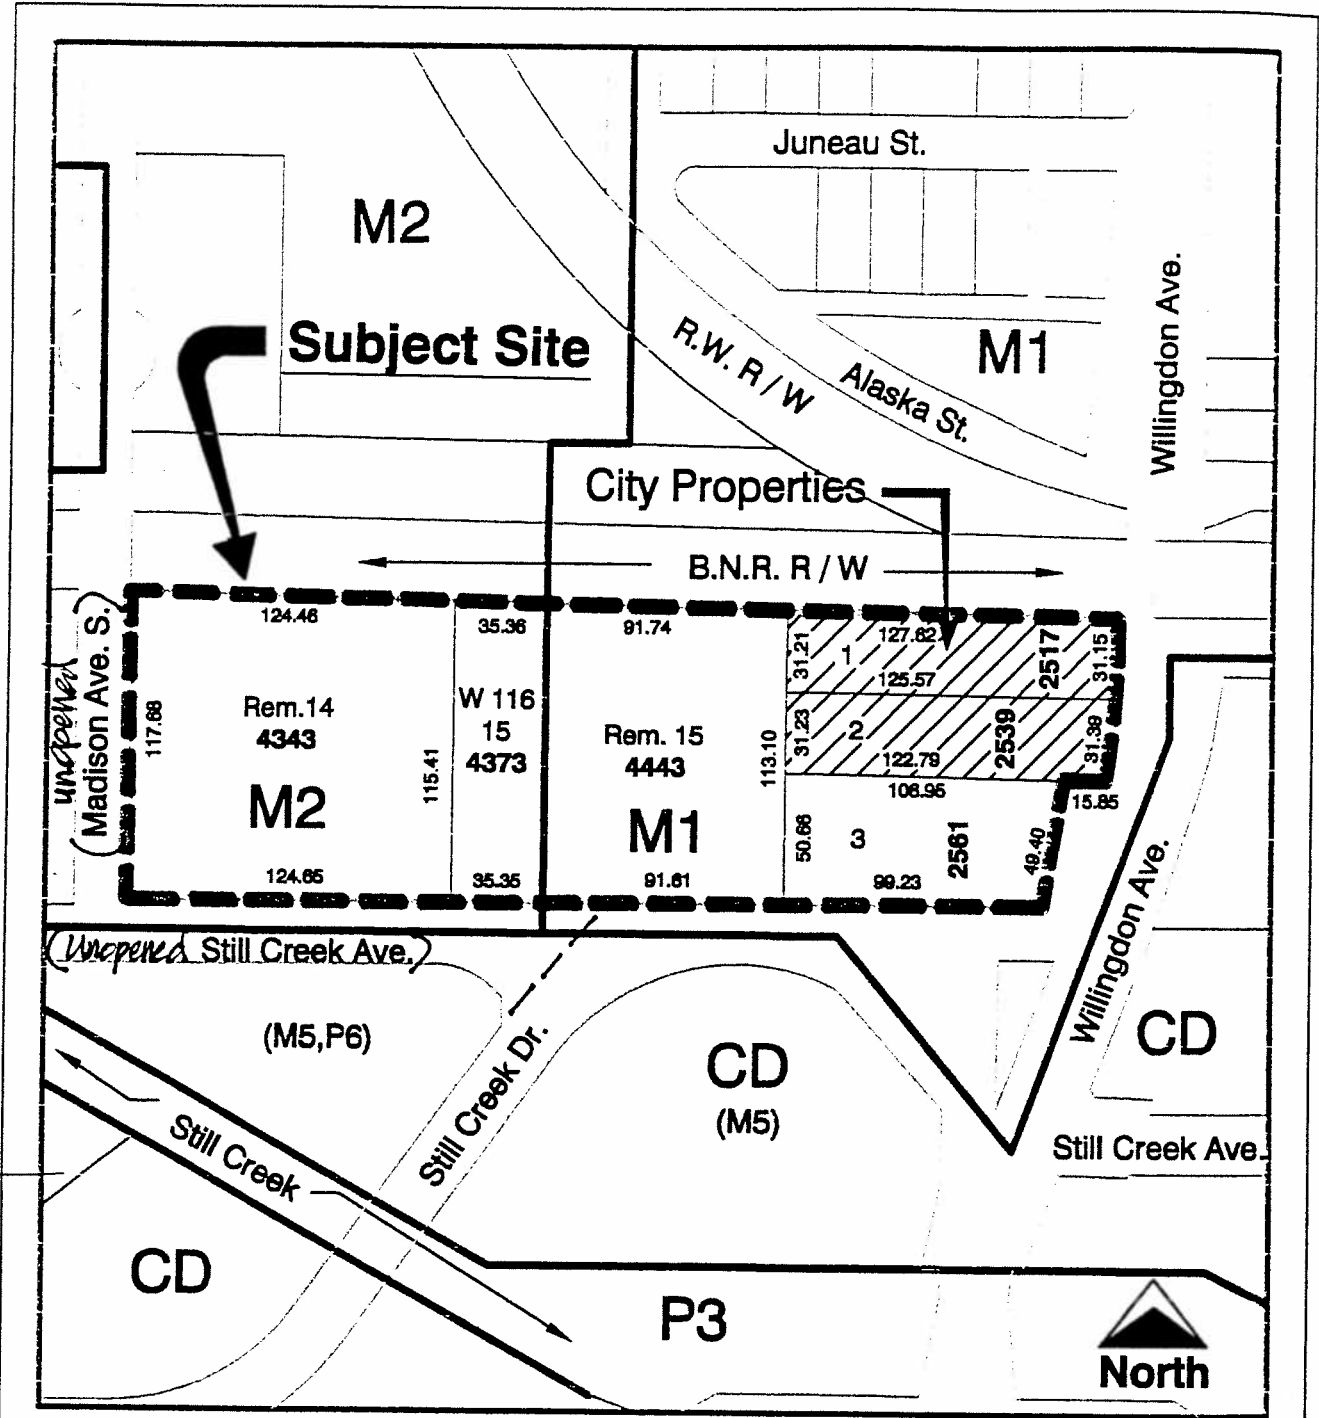 Juneau St.
M2
Willingdon Ave.
Subject Site
M1
R.W. R / W
Alaska St.
City Properties
B.N.R. R / W
124.46
35.36
91.74
127.62
31.21
1
2517
31.15
125.57
(unopened
Madison Ave. S.)
117.68
Rem.14
4343
M2
115.41
W 116
15
4373
Rem. 15
4443
M1
113.10
31.23
2
2539
31.39
122.79
106.95
15.85
50.66
3
2561
49.40
124.65
35.35
91.61
99.23
Willingdon Ave.
(Unopened Still Creek Ave.)
(M5,P6)
Still Creek Dr.
CD
(M5)
CD
Still Creek
Still Creek Ave.
CD
P3
North